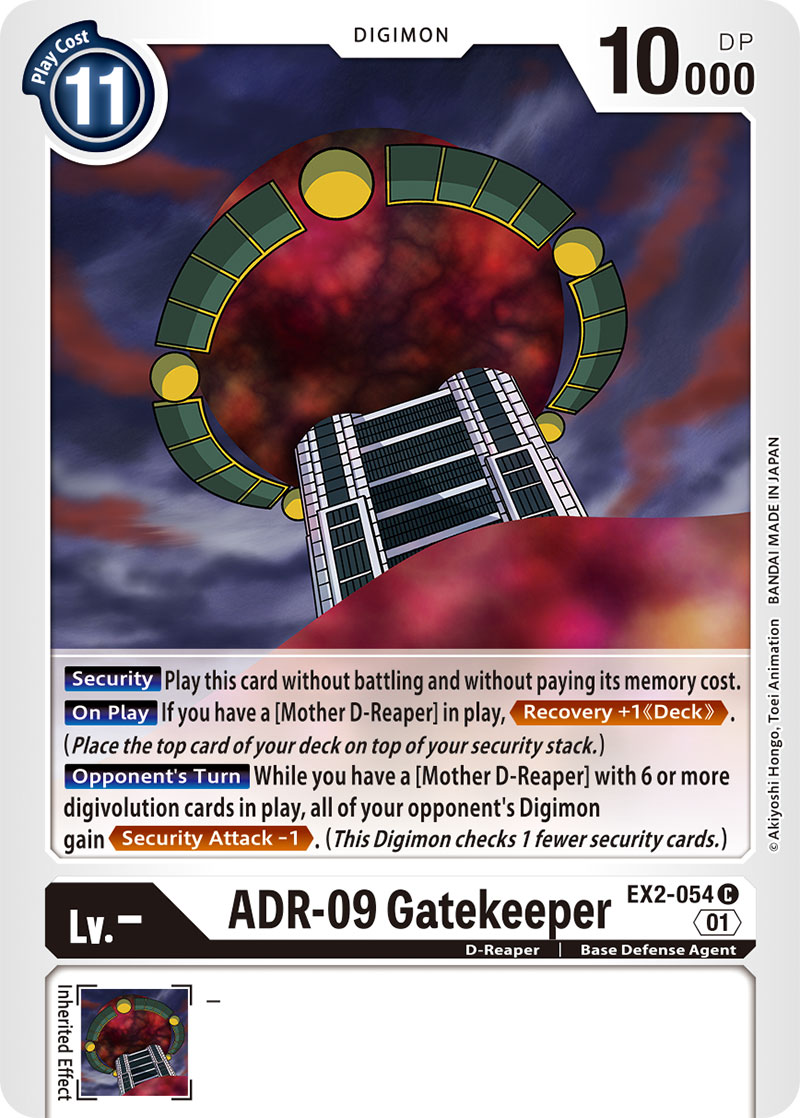 DIGIMON
Play Cost
11
10000
DP
Security Play this card without battling and without paying its memory cost.
On Play If you have a [Mother D-Reaper] in play, Recovery +1《Deck》.
(Place the top card of your deck on top of your security stack.)
Opponent's Turn While you have a [Mother D-Reaper] with 6 or more
digivolution cards in play, all of your opponent's Digimon
gain Security Attack -1. (This Digimon checks 1 fewer security cards.)
© Akiyoshi Hongo, Toei Animation BANDAI MADE IN JAPAN
Lv.-
ADR-09 Gatekeeper
EX2-054 C
01
D-Reaper | Base Defense Agent
Inherited Effect
-